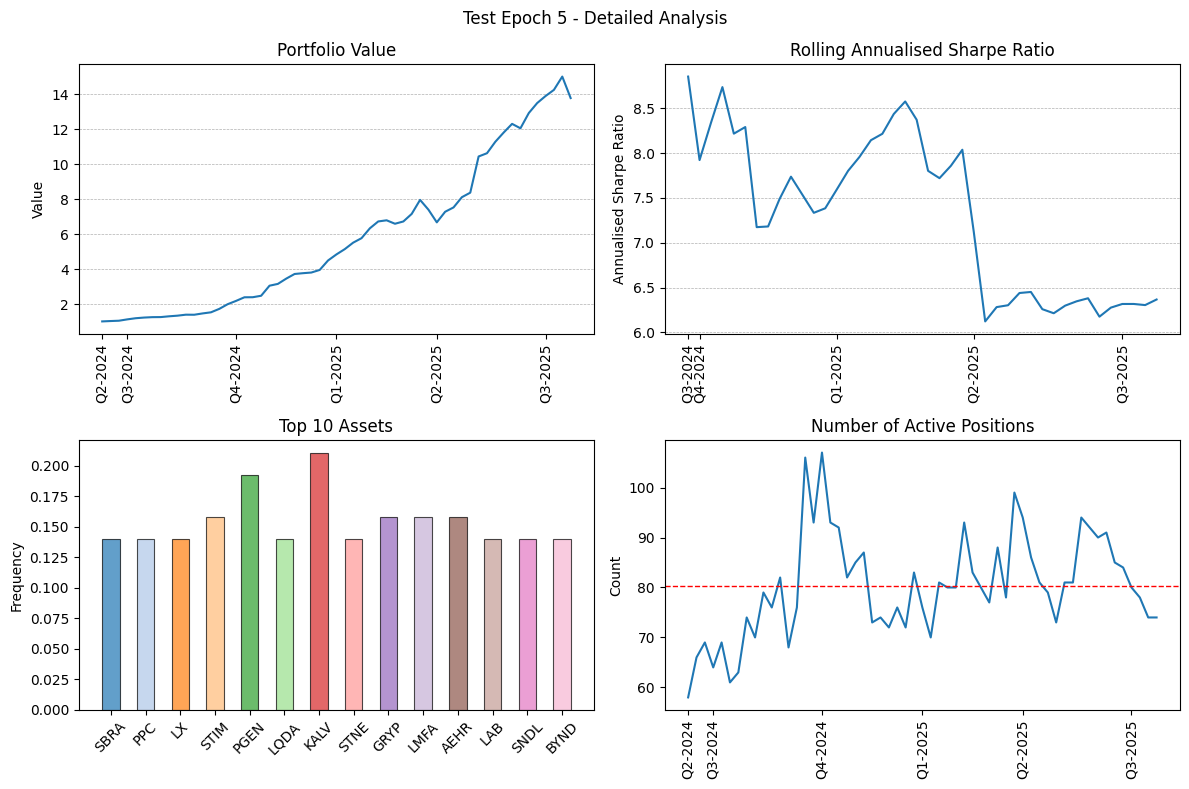 Test Epoch 5 - Detailed Analysis
Portfolio Value
Value
14
12
10
8
6
4
2
Q2-2024
Q3-2024
Q4-2024
Q1-2025
Q2-2025
Q3-2025
Rolling Annualised Sharpe Ratio
Annualised Sharpe Ratio
8.5
8.0
7.5
7.0
6.5
6.0
Q3-2024
Q4-2024
Q1-2025
Q2-2025
Q3-2025
Top 10 Assets
Frequency
0.200
0.175
0.150
0.125
0.100
0.075
0.050
0.025
0.000
SBRA
PPC
LX
STIM
PGEN
LQDA
KALV
STNE
GRYP
LMFA
AEHR
LAB
SNDL
BYND
Number of Active Positions
Count
100
90
80
70
60
Q2-2024
Q3-2024
Q4-2024
Q1-2025
Q2-2025
Q3-2025